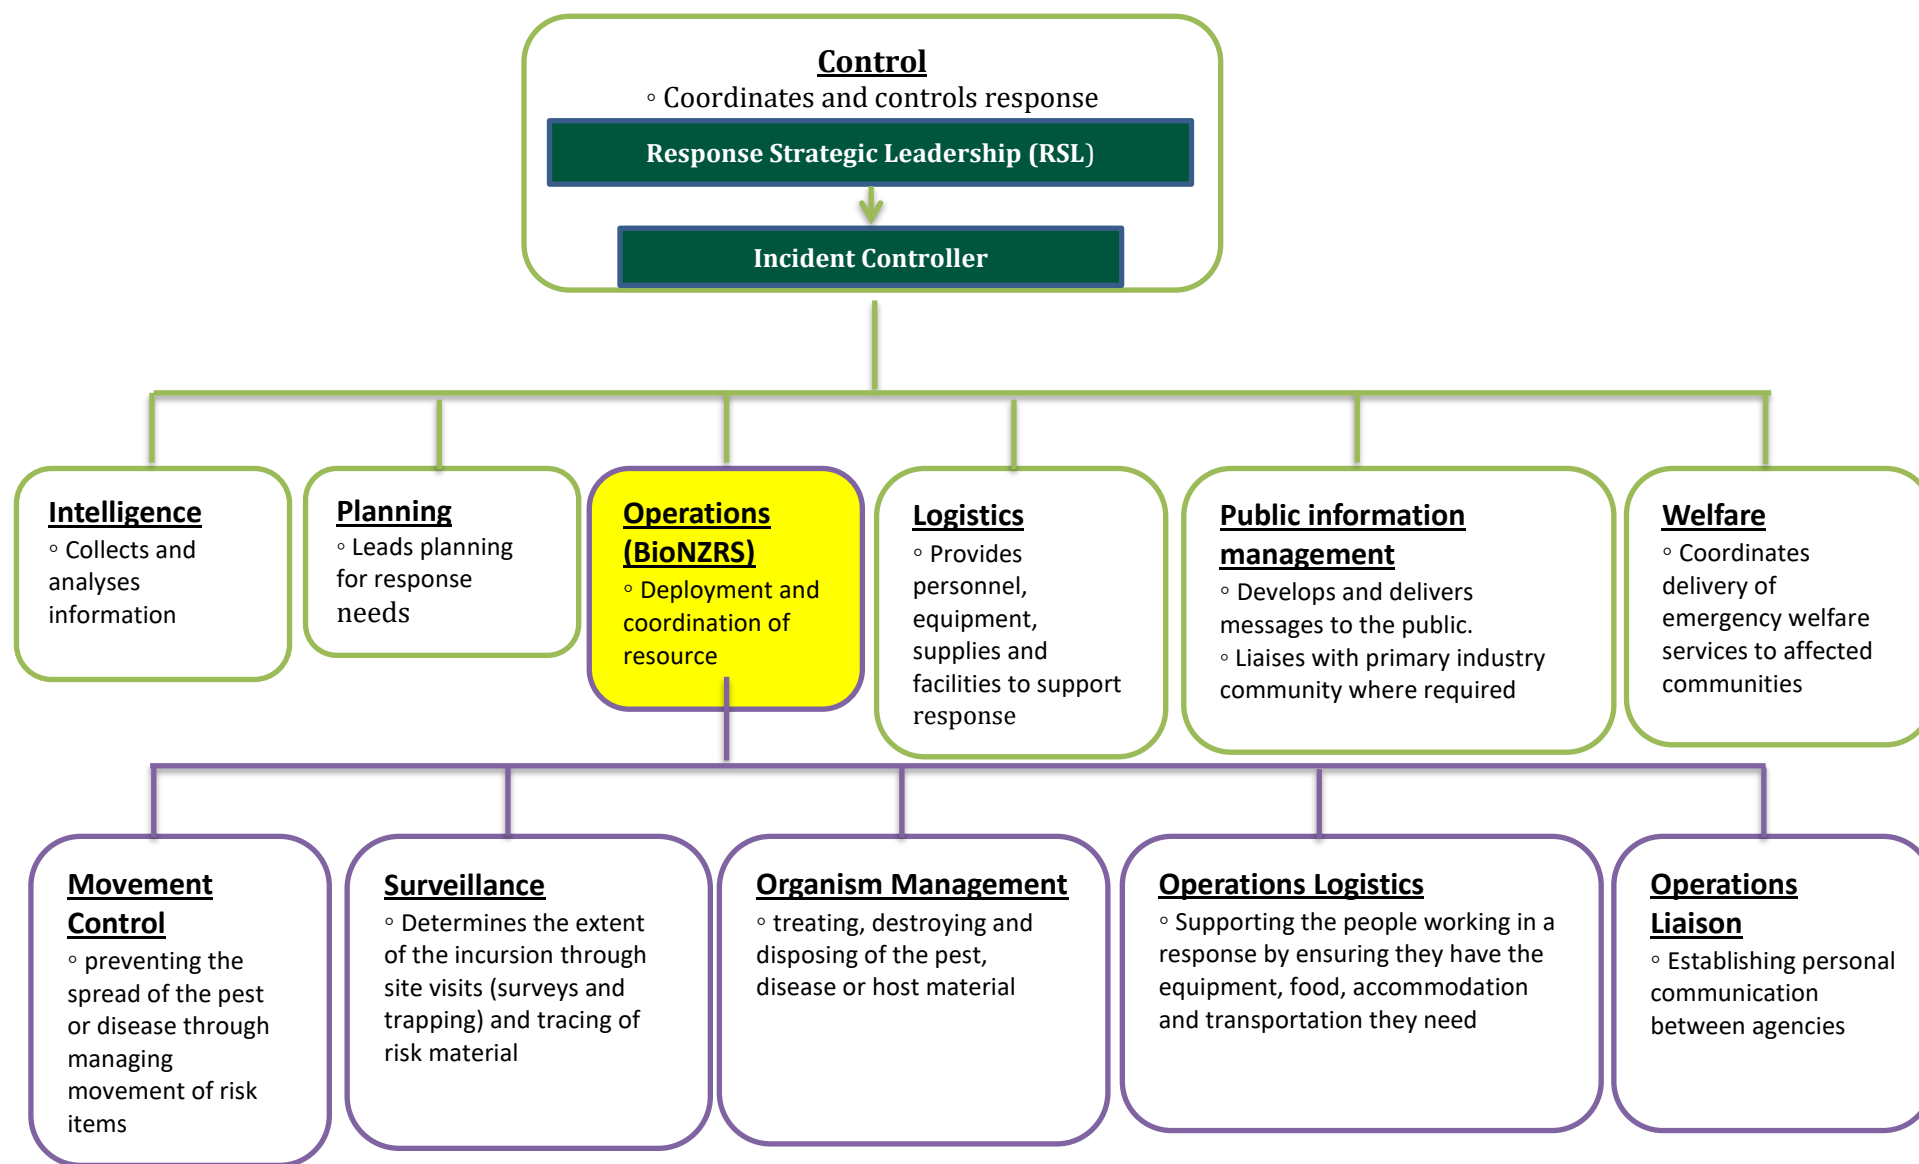 Control
◦ Coordinates and controls response
Response Strategic Leadership (RSL)
Incident Controller
Intelligence
◦ Collects and
analyses
information
Planning
◦ Leads planning
for response
needs
Operations
(BioNZRS)
◦ Deployment and
coordination of
resource
Logistics
◦ Provides
personnel,
equipment,
supplies and
facilities to support
response
Public information
management
◦ Develops and delivers
messages to the public.
◦ Liaises with primary industry
community where required
Welfare
◦ Coordinates
delivery of
emergency welfare
services to affected
communities
Movement
Control
◦ preventing the
spread of the pest
or disease through
managing
movement of risk
items
Surveillance
◦ Determines the extent
of the incursion through
site visits (surveys and
trapping) and tracing of
risk material
Organism Management
◦ treating, destroying and
disposing of the pest,
disease or host material
Operations Logistics
◦ Supporting the people working in a
response by ensuring they have the
equipment, food, accommodation
and transportation they need
Operations
Liaison
◦ Establishing personal
communication
between agencies